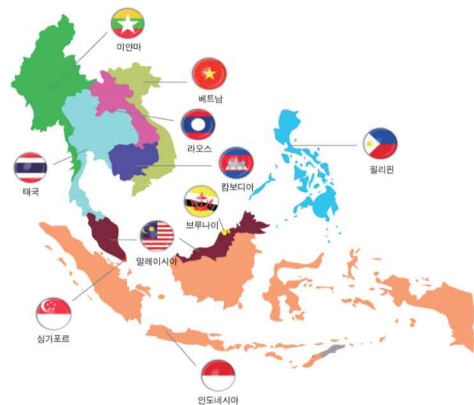 미얀마
베트남
라오스
태국
캄보디아
필리핀
브루나이
말레이시아
싱가포르
인도네시아